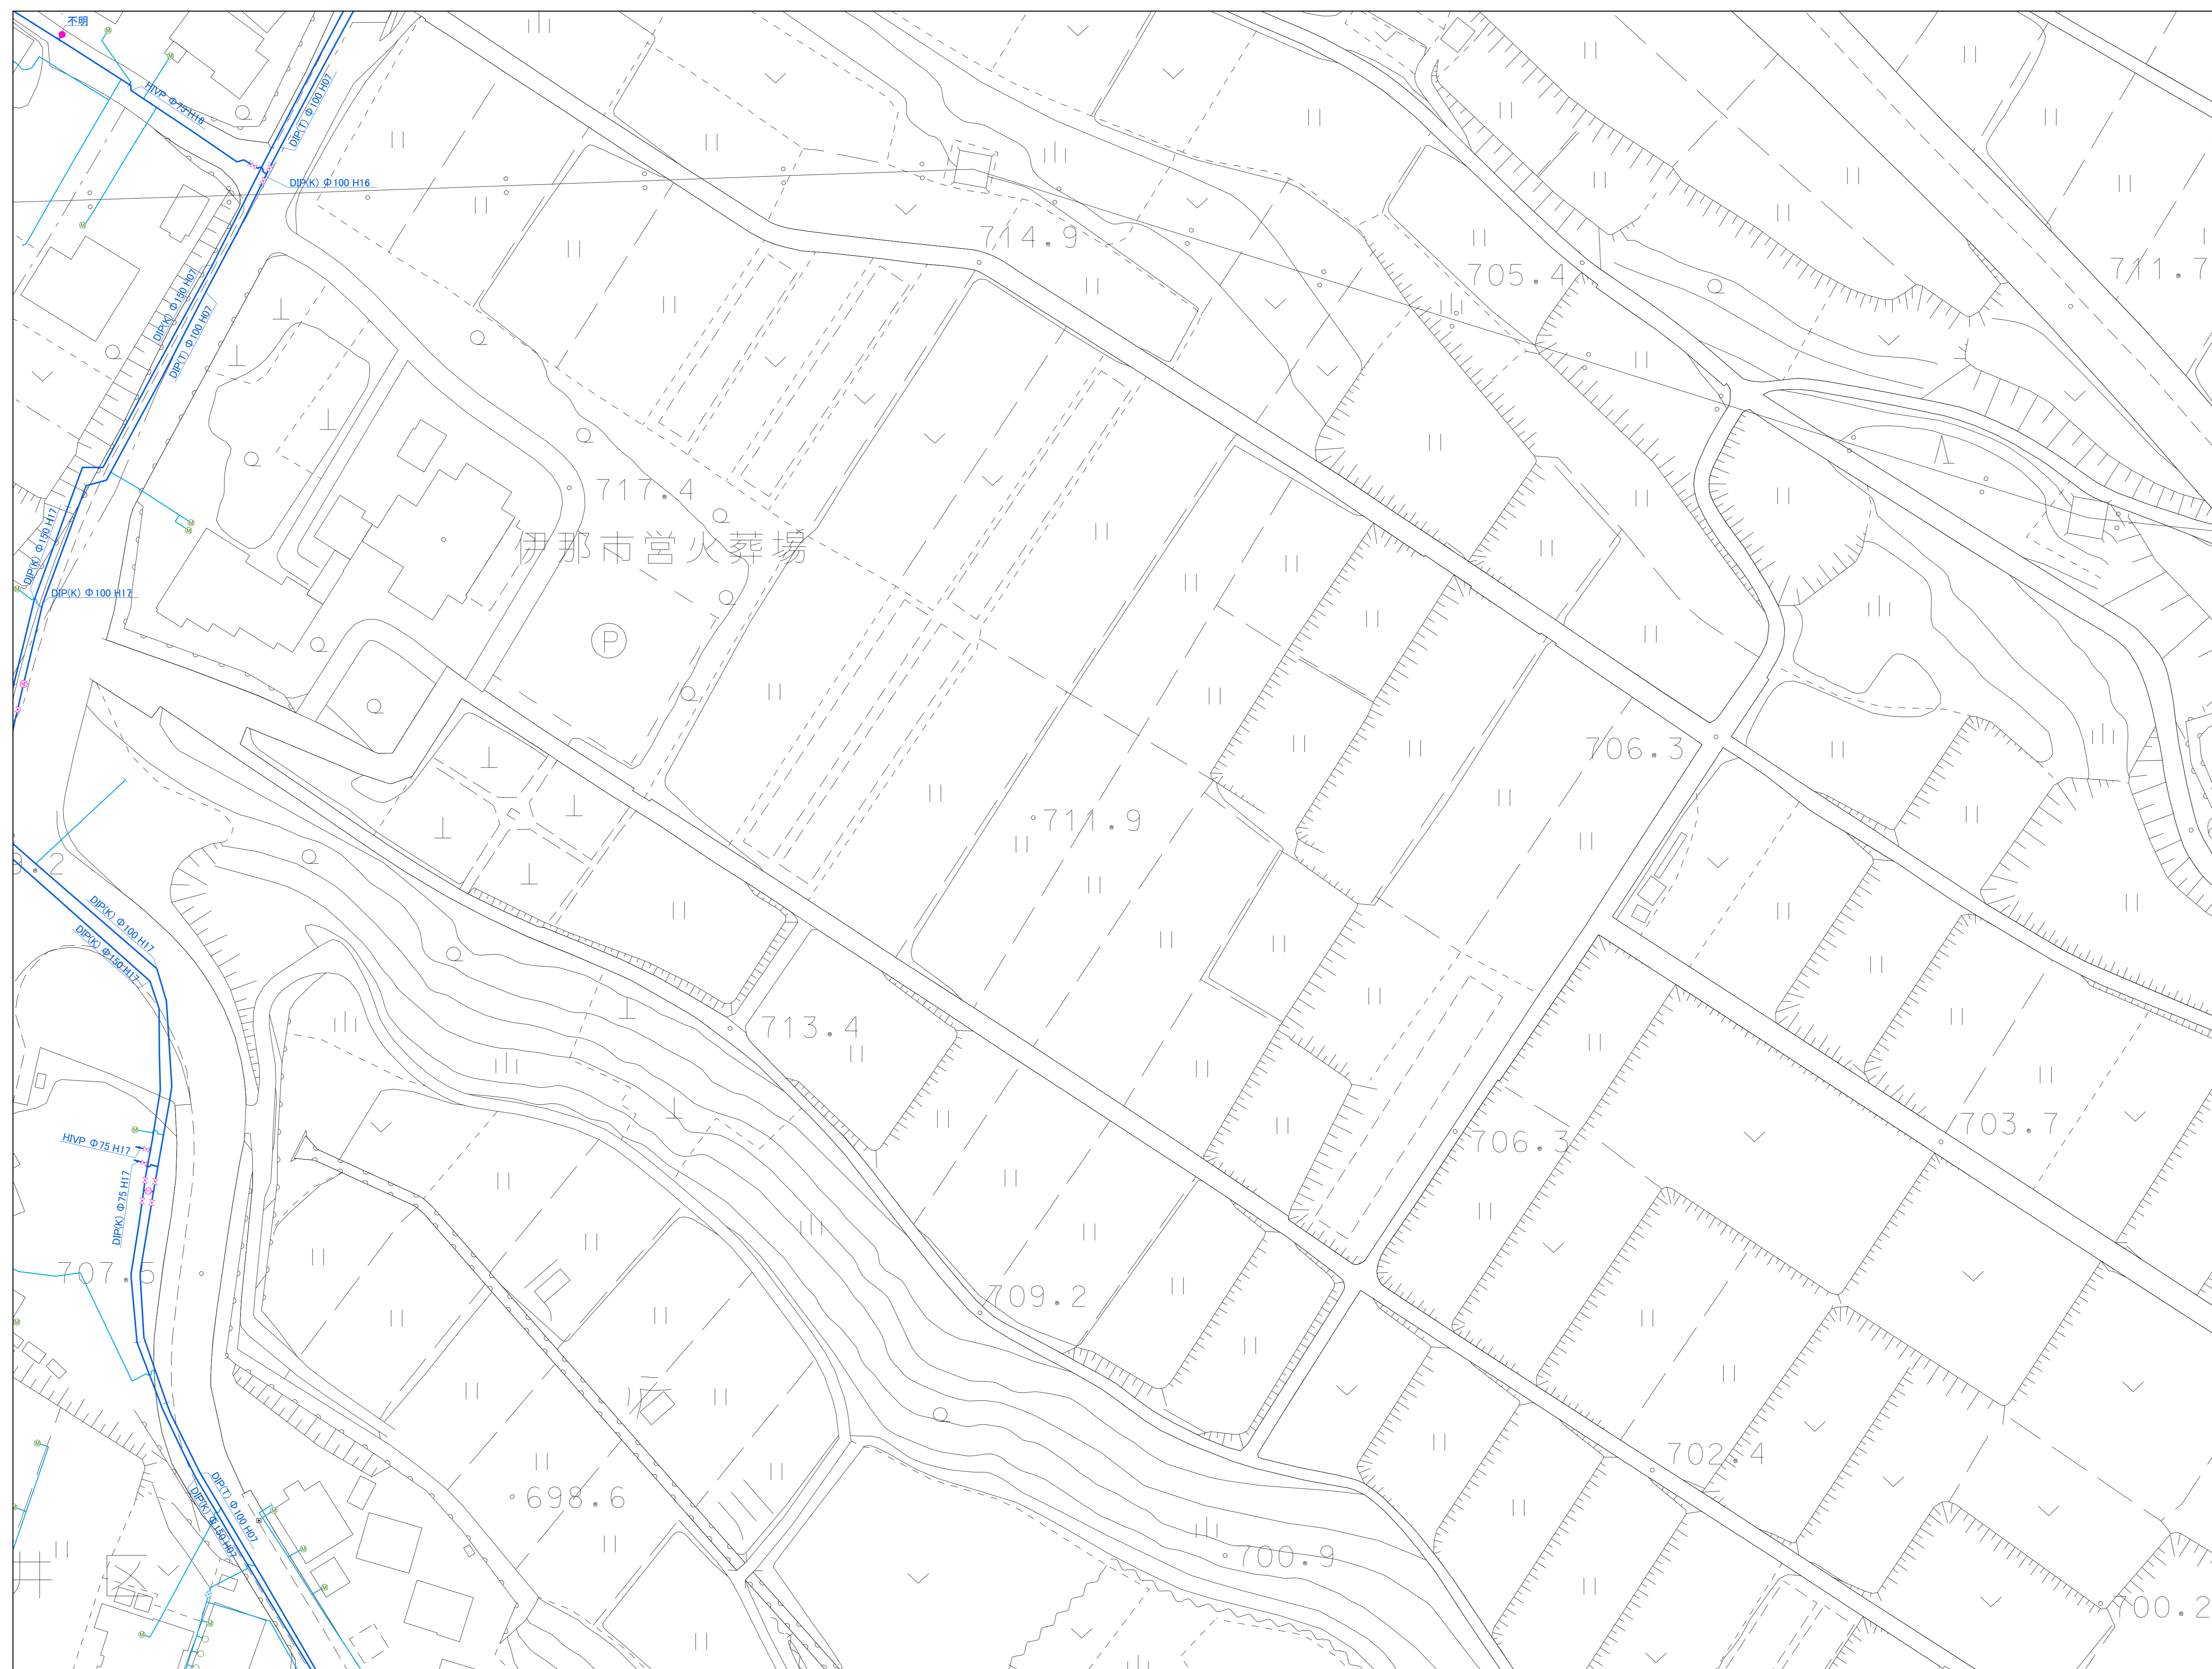 不明
HIVP Φ75 H16
DIP(T) Φ100 H07
DIP(K) Φ100 H16
714.9
705.4
711.7
DIP(K) Φ150 H07
DIP(T) Φ100 H07
717.4
伊那市営火葬場
DIP(K) Φ150 H17
DIP(K) Φ100 H17
P
706.3
711.9
2
DIP(K) Φ100 H17
DIP(K) Φ150 H17
713.4
703.7
706.3
HIVP Φ75 H17
DIP(K) Φ75 H17
707.5
709.2
702.4
698.6
DIP(T) Φ100 H07
DIP(K) Φ150 H07
700.9
井
700.2